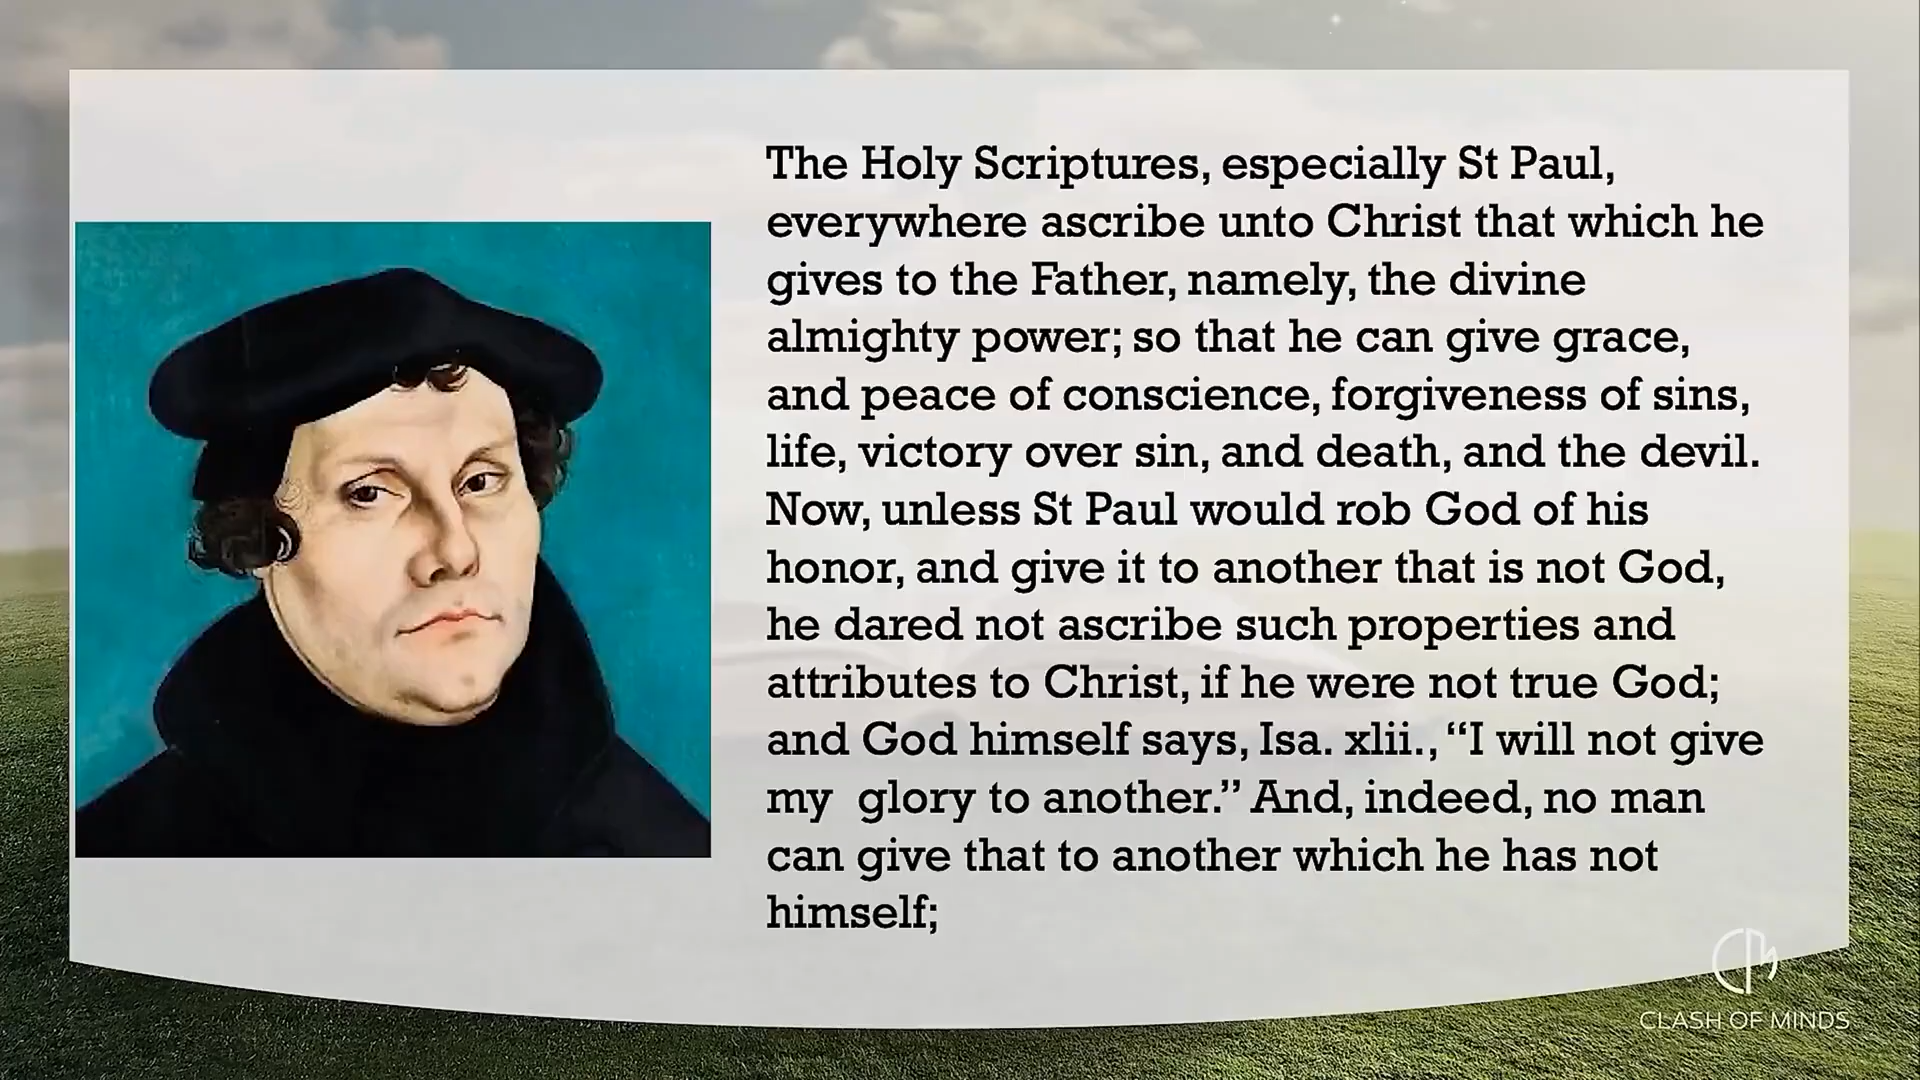 The Holy Scriptures, especially St Paul,
everywhere ascribe unto Christ that which he
gives to the Father, namely, the divine
almighty power; so that he can give grace,
and peace of conscience, forgiveness of sins,
life, victory over sin, and death, and the devil.
Now, unless St Paul would rob God of his
honor, and give it to another that is not God,
he dared not ascribe such properties and
attributes to Christ, if he were not true God;
and God himself says, Isa. xlii., “I will not give
my  glory to another.” And, indeed, no man
can give that to another which he has not
himself;
CLASH OF MINDS